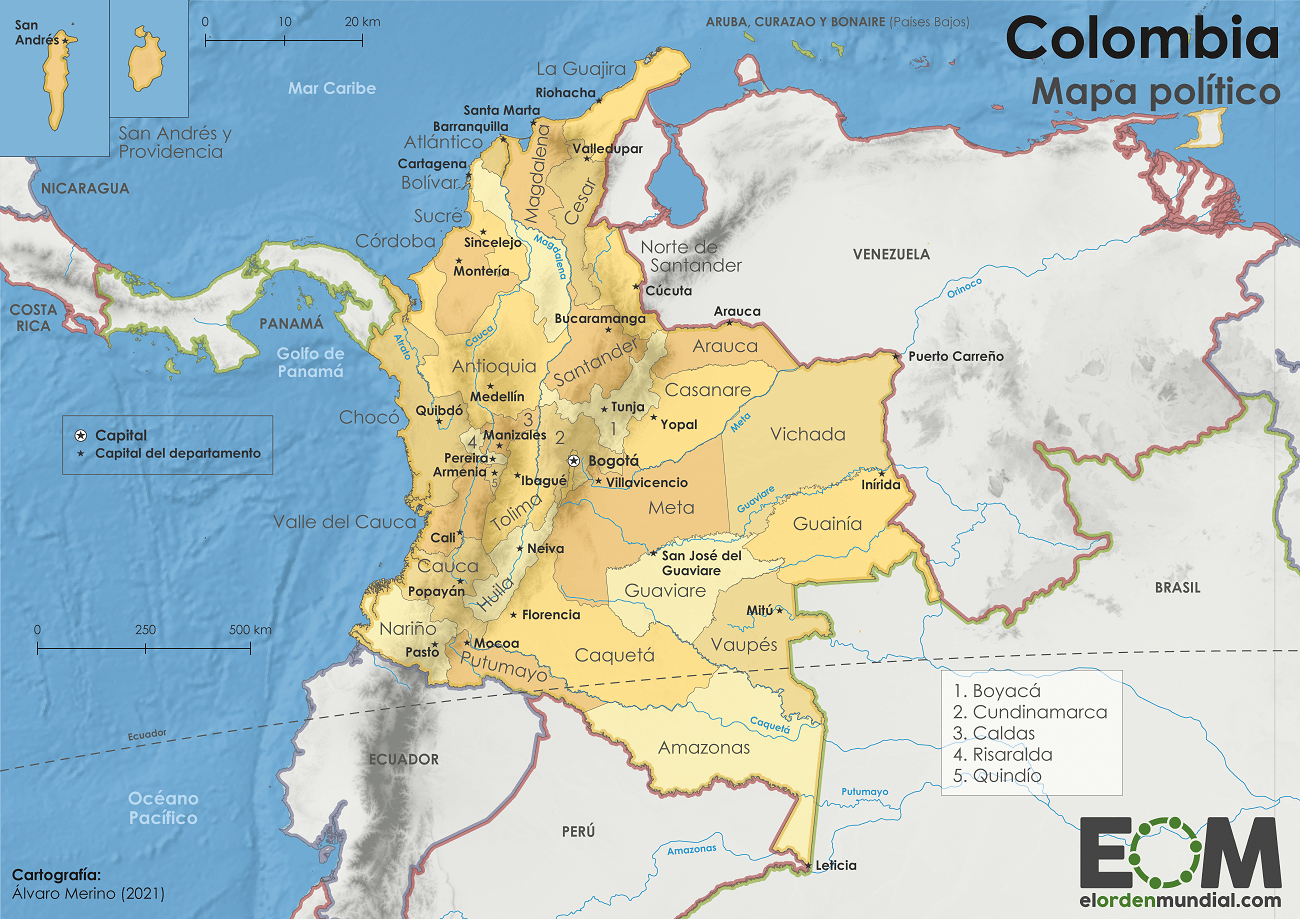 Colombia
Mapa político
San
Andrés
San Andrés y
Providencia
0 10 20 km
ARUBA, CURAZAO Y BONAIRE (Países Bajos)
Mar Caribe
La Guajira
Riohacha
Santa Marta
Barranquilla
Atlántico
Cartagena
Bolívar
Magdalena
Cesar
Valledupar
NICARAGUA
Sucre
Córdoba
Sincelejo
Montería
Magdalena
Norte de
Santander
Cúcuta
VENEZUELA
Orinoco
COSTA
RICA
PANAMÁ
Golfo de
Panamá
Atrato
Cauca
Bucaramanga
Santander
Arauca
Arauca
Puerto Carreño
Antioquia
Medellín
Casanare
Chocó
Quibdó
Tunja
1
Yopal
Meta
Vichada
Capital
Capital del departamento
3
Manizales
4
2
Pereira
Armenia
5
Ibagué
Bogotá
Villavicencio
Inírida
Guaviare
Meta
Tolima
Guainía
Valle del Cauca
Cali
Neiva
San José del
Guaviare
Cauca
Popayán
Huila
Guaviare
Mitú
BRASIL
Florencia
Nariño
Pasto
Mocoa
Putumayo
Caquetá
Vaupés
0 250 500 km
Ecuador
Caquetá
Amazonas
ECUADOR
1. Boyacá
2. Cundinamarca
3. Caldas
4. Risaralda
5. Quindío
Océano
Pacífico
Putumayo
PERÚ
Amazonas
Leticia
Cartografía:
Álvaro Merino (2021)
EOM
elordenmundial.com